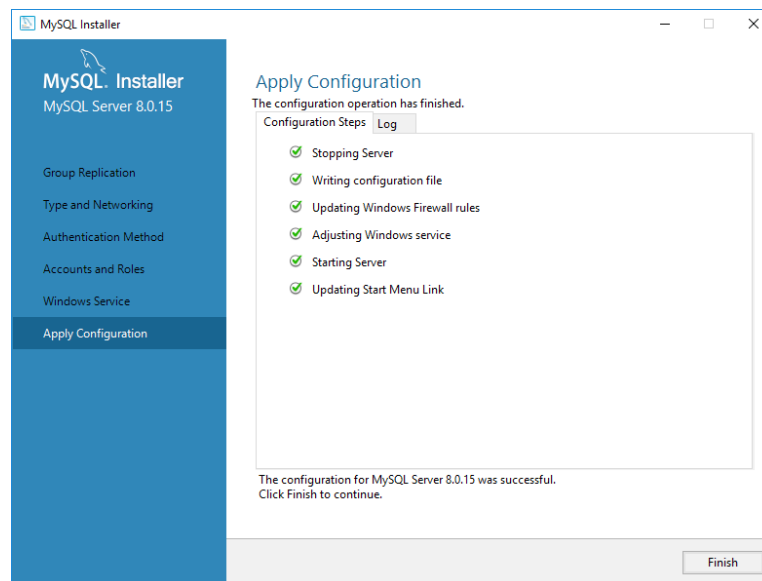 MySQL Installer
MySQL. Installer
MySQL Server 8.0.15
Group Replication
Type and Networking
Authentication Method
Accounts and Roles
Windows Service
Apply Configuration
Apply Configuration
The configuration operation has finished.
Configuration Steps Log
Stopping Server
Writing configuration file
Updating Windows Firewall rules
Adjusting Windows service
Starting Server
Updating Start Menu Link
The configuration for MySQL Server 8.0.15 was successful.
Click Finish to continue.
Finish